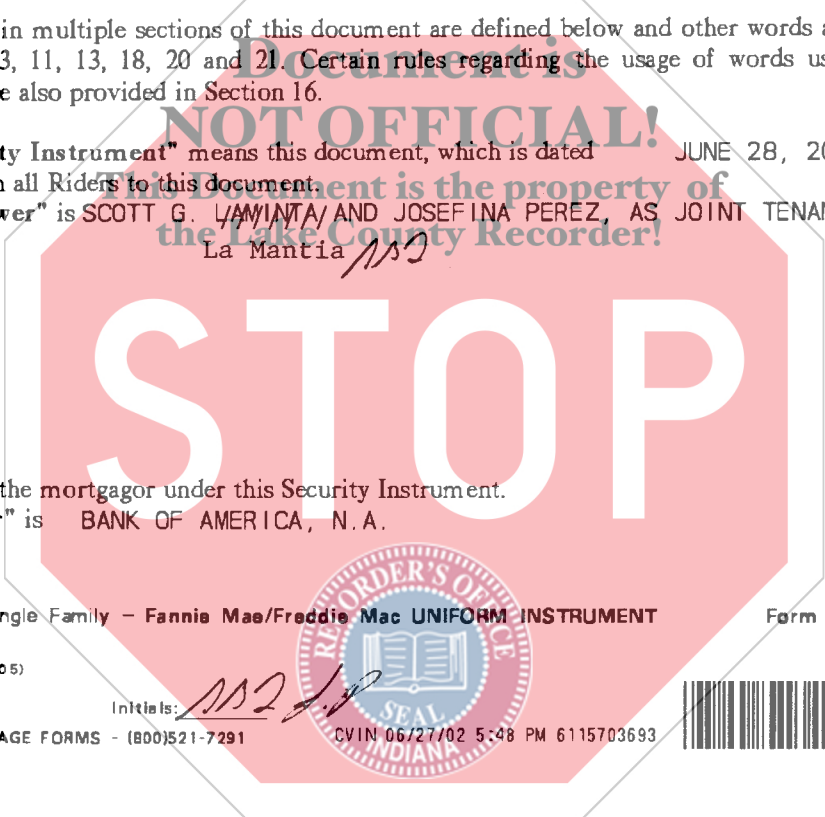 in multiple sections of this document are defined below and other words a
3, 11, 13, 18, 20 and 21. Certain rules regarding the usage of words us
e also provided in Section 16.
Document is
NOT OFFICIAL!
This Document is the property of
the Lake County Recorder!
ty Instrument" means this document, which is dated JUNE 28, 20
all Riders to this document.
wer" is SCOTT G. LAMINTA AND JOSEFINA PEREZ, AS JOINT TENAN
La Mantia
STOP
the mortgagor under this Security Instrument.
" is BANK OF AMERICA, N.A.
RECORDER'S OFFICE
SEAL
INDIANA
ngle Family - Fannie Mae/Freddie Mac UNIFORM INSTRUMENT Form
05)
Initials:
AGE FORMS - (800)521-7291 CVIN 06/27/02 5:48 PM 6115703693